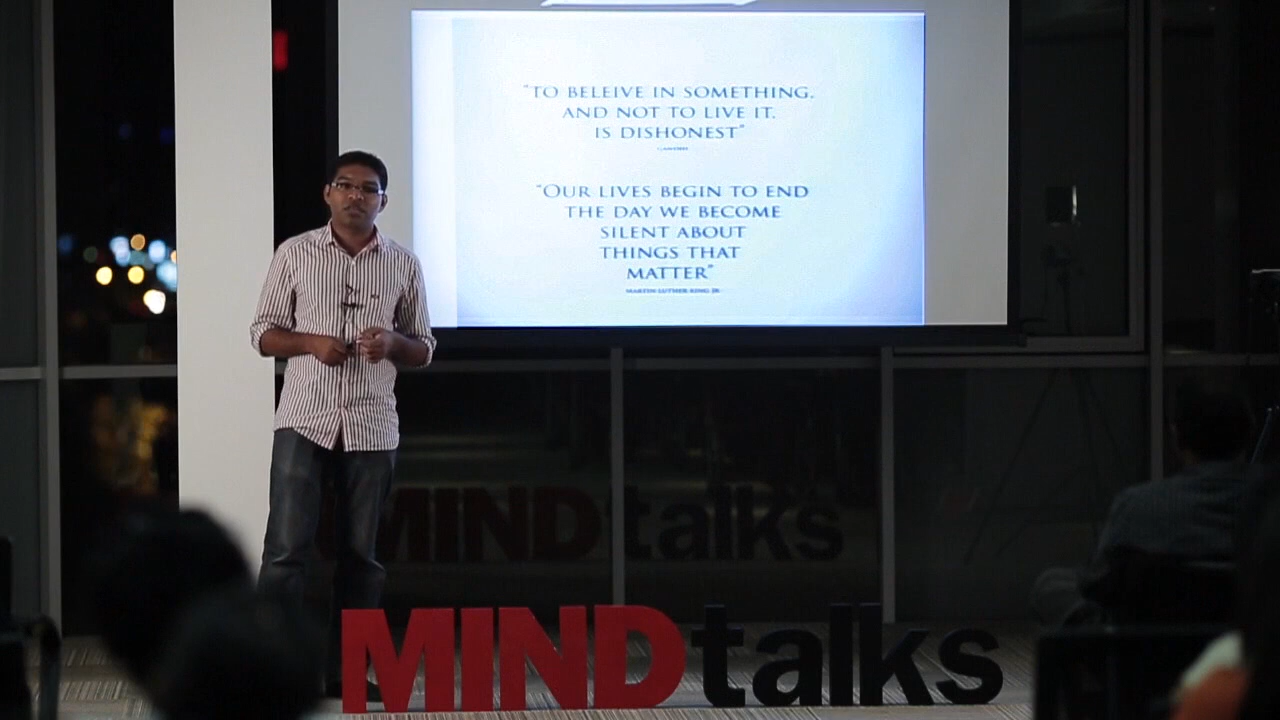 "TO BELEIVE IN SOMETHING,
AND NOT TO LIVE IT,
IS DISHONEST"
"OUR LIVES BEGIN TO END
THE DAY WE BECOME
SILENT ABOUT
THINGS THAT
MATTER"
MARTIN LUTHER KING JR
MINDtalks
MINDtalks